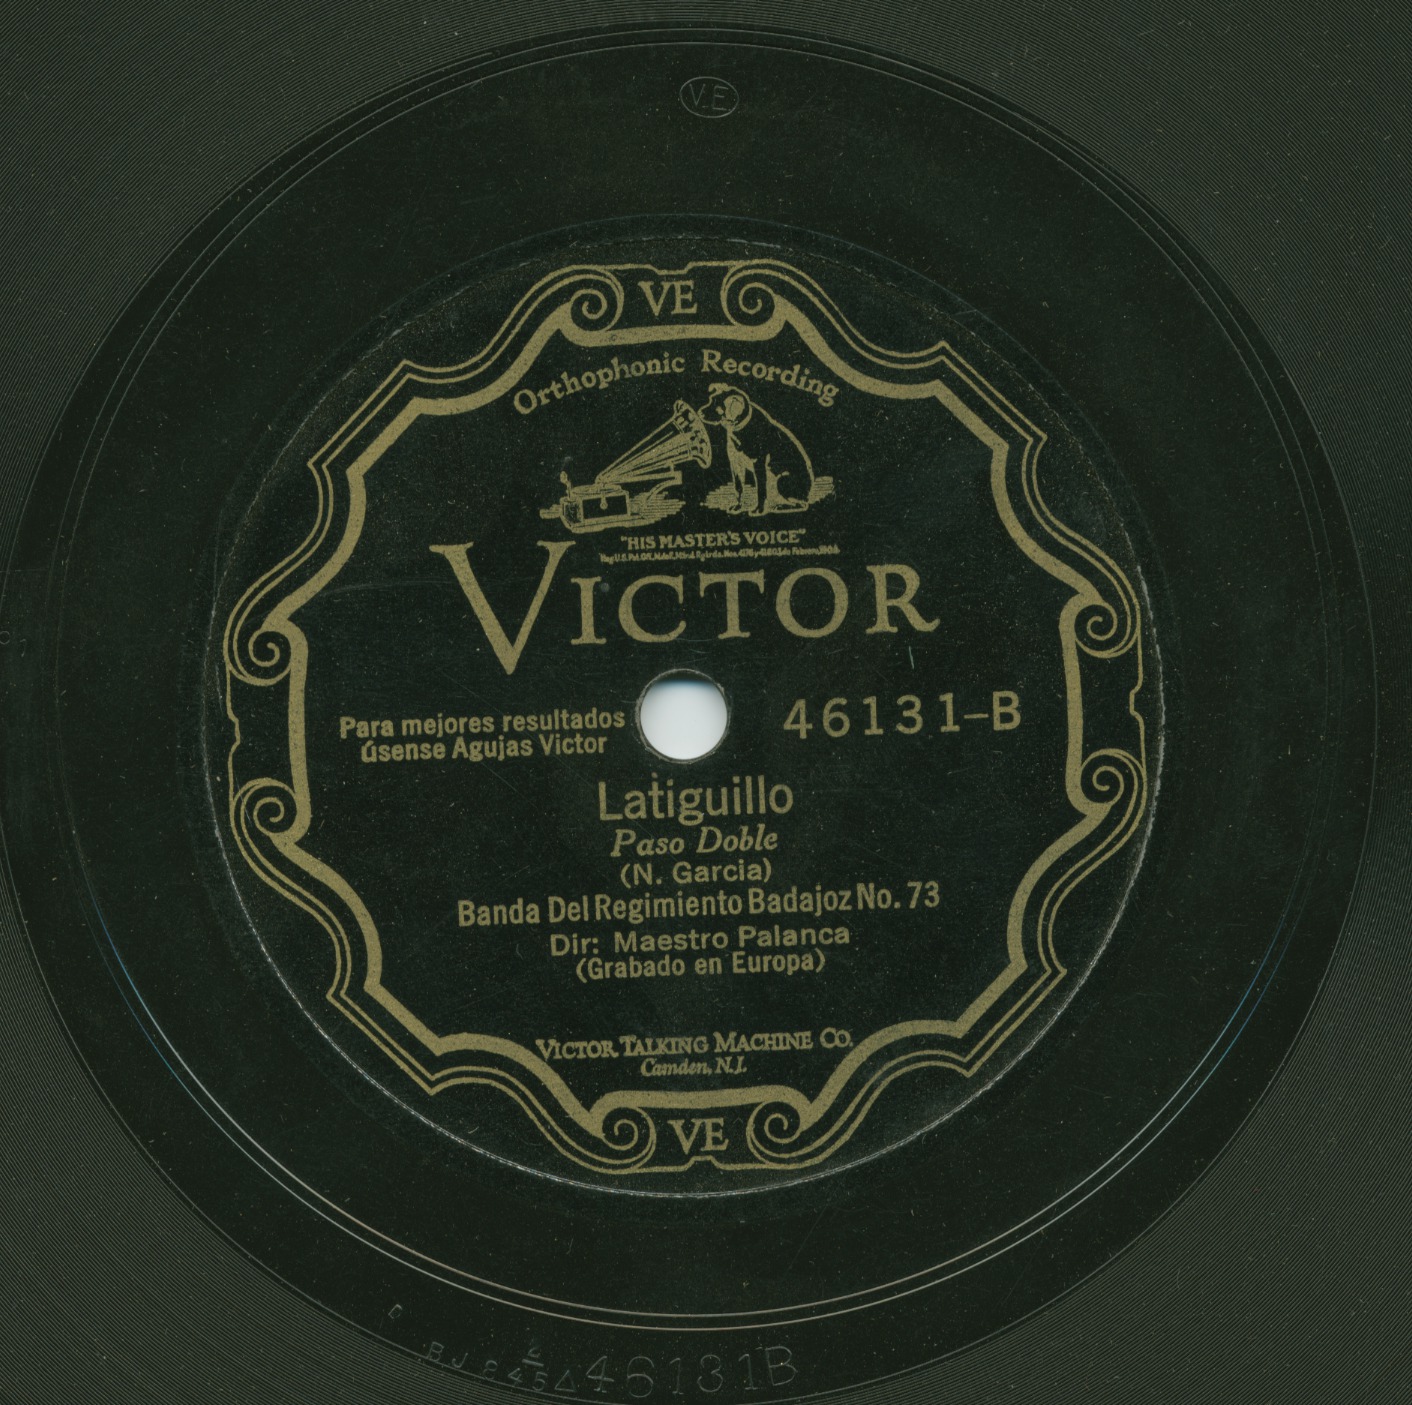 V.E.
VE
Orthophonic Recording
"HIS MASTER'S VOICE"
VICTOR
Para mejores resultados
úsense Agujas Victor
46131-B
Latiguillo
Paso Doble
(N. Garcia)
Banda Del Regimiento Badajoz No. 73
Dir: Maestro Palanca
(Grabado en Europa)
VICTOR TALKING MACHINE CO.
Camden, N.J.
VE
46131B